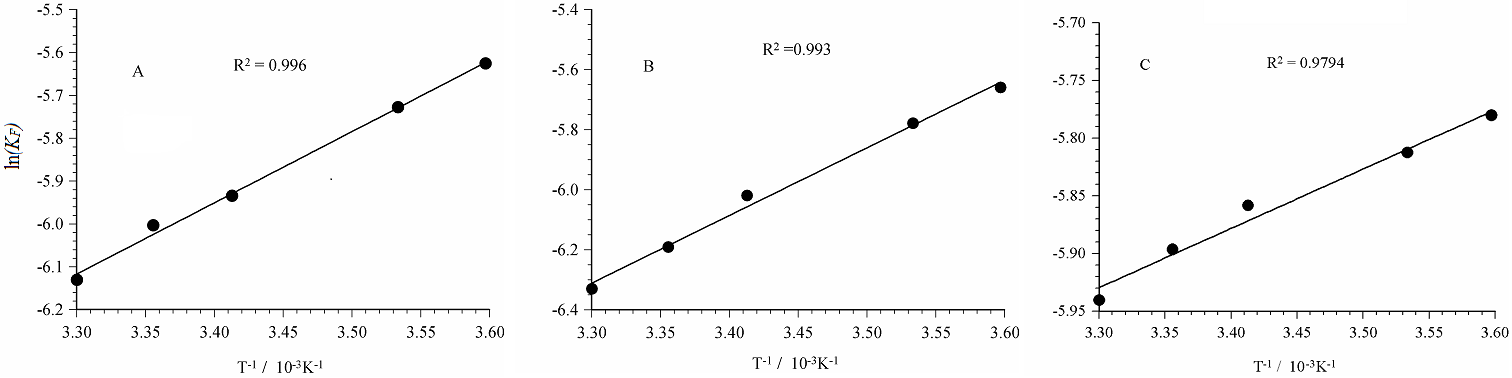 ln(K_F)
-5.5
-5.6
-5.7
-5.8
-5.9
-6.0
-6.1
-6.2
A
R² = 0.996
3.30 3.35 3.40 3.45 3.50 3.55 3.60
T⁻¹ / 10⁻³K⁻¹
-5.4
-5.6
-5.8
-6.0
-6.2
-6.4
B
R² =0.993
3.30 3.35 3.40 3.45 3.50 3.55 3.60
T⁻¹ / 10⁻³K⁻¹
-5.70
-5.75
-5.80
-5.85
-5.90
-5.95
C
R² = 0.9794
3.30 3.35 3.40 3.45 3.50 3.55 3.60
T⁻¹ / 10⁻³K⁻¹